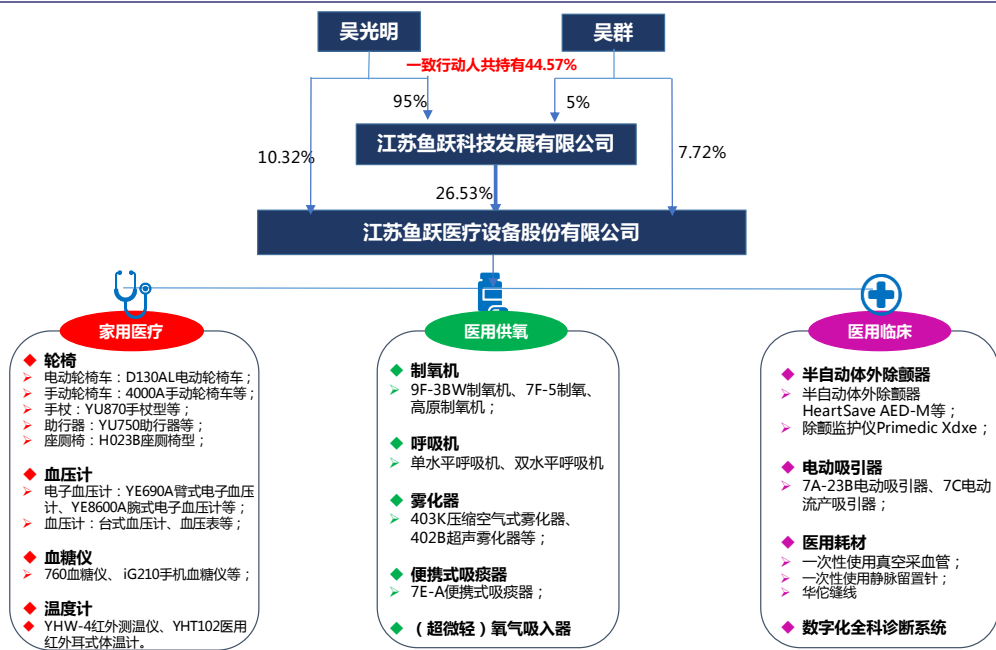 吴光明
吴群
一致行动人共持有44.57%
95%
5%
10.32%
江苏鱼跃科技发展有限公司
7.72%
26.53%
江苏鱼跃医疗设备股份有限公司
家用医疗
轮椅
电动轮椅车：D130AL电动轮椅车；
手动轮椅车：4000A手动轮椅车等；
手杖：YU870手杖型等；
助行器：YU750助行器等；
座厕椅：H023B座厕椅型；
血压计
电子血压计：YE690A臂式电子血压
计、YE8600A腕式电子血压计等；
血压计：台式血压计、血压表等；
血糖仪
760血糖仪、iG210手机血糖仪等；
温度计
YHW-4红外测温仪、YHT102医用
红外耳式体温计。
医用供氧
制氧机
9F-3BW制氧机、7F-5制氧、
高原制氧机；
呼吸机
单水平呼吸机、双水平呼吸机
雾化器
403K压缩空气式雾化器、
402B超声雾化器等；
便携式吸痰器
7E-A便携式吸痰器；
（超微轻）氧气吸入器
医用临床
半自动体外除颤器
半自动体外除颤器
HeartSave AED-M等；
除颤监护仪Primedic Xdxe；
电动吸引器
7A-23B电动吸引器、7C电动
流产吸引器；
医用耗材
一次性使用真空采血管；
一次性使用静脉留置针；
华佗缝线
数字化全科诊断系统